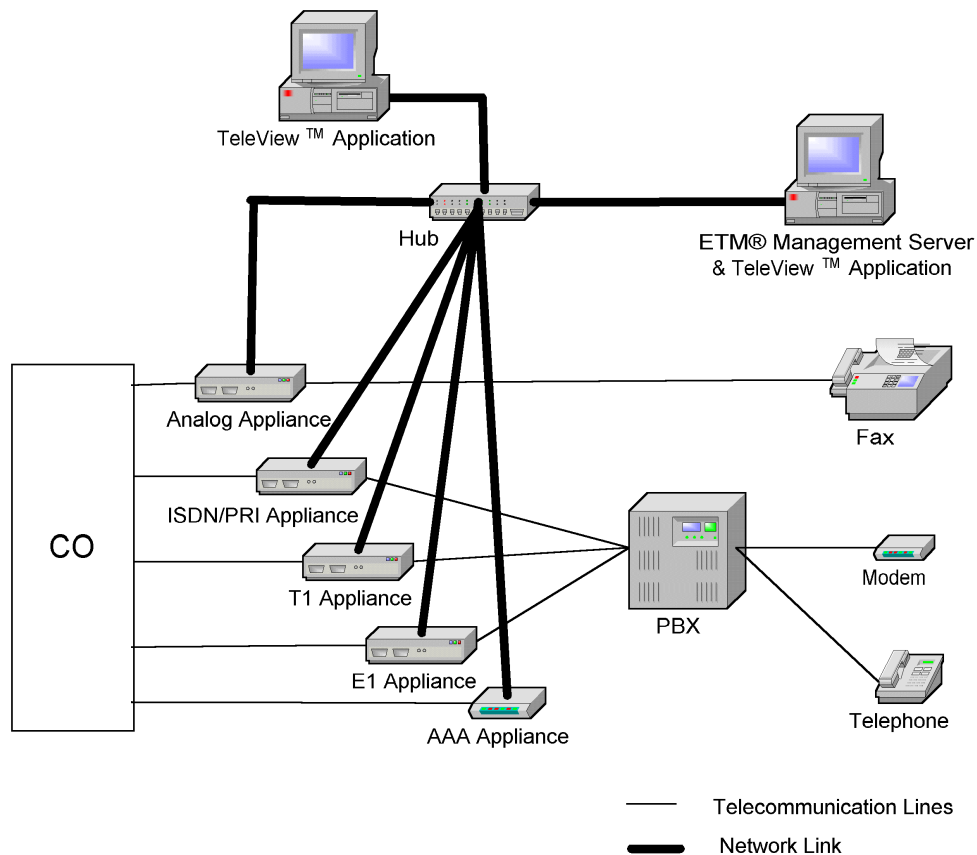 TeleView ™ Application
Hub
ETM® Management Server
& TeleView ™ Application
Analog Appliance
Fax
ISDN/PRI Appliance
CO
T1 Appliance
PBX
Modem
E1 Appliance
AAA Appliance
Telephone
Telecommunication Lines
Network Link